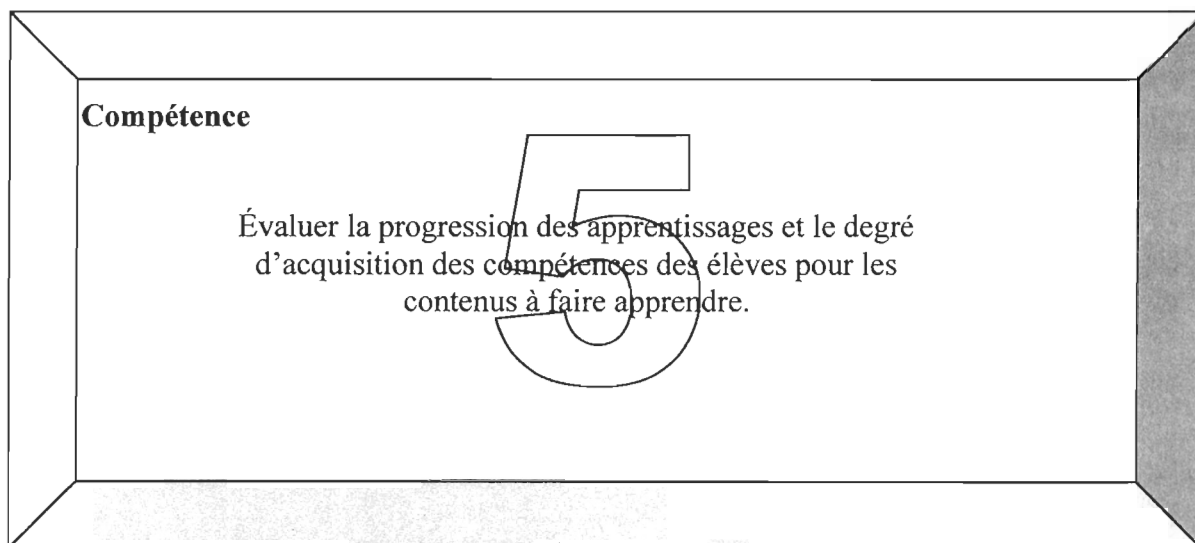 Compétence
5
Évaluer la progression des apprentissages et le degré
d'acquisition des compétences des élèves pour les
contenus à faire apprendre.